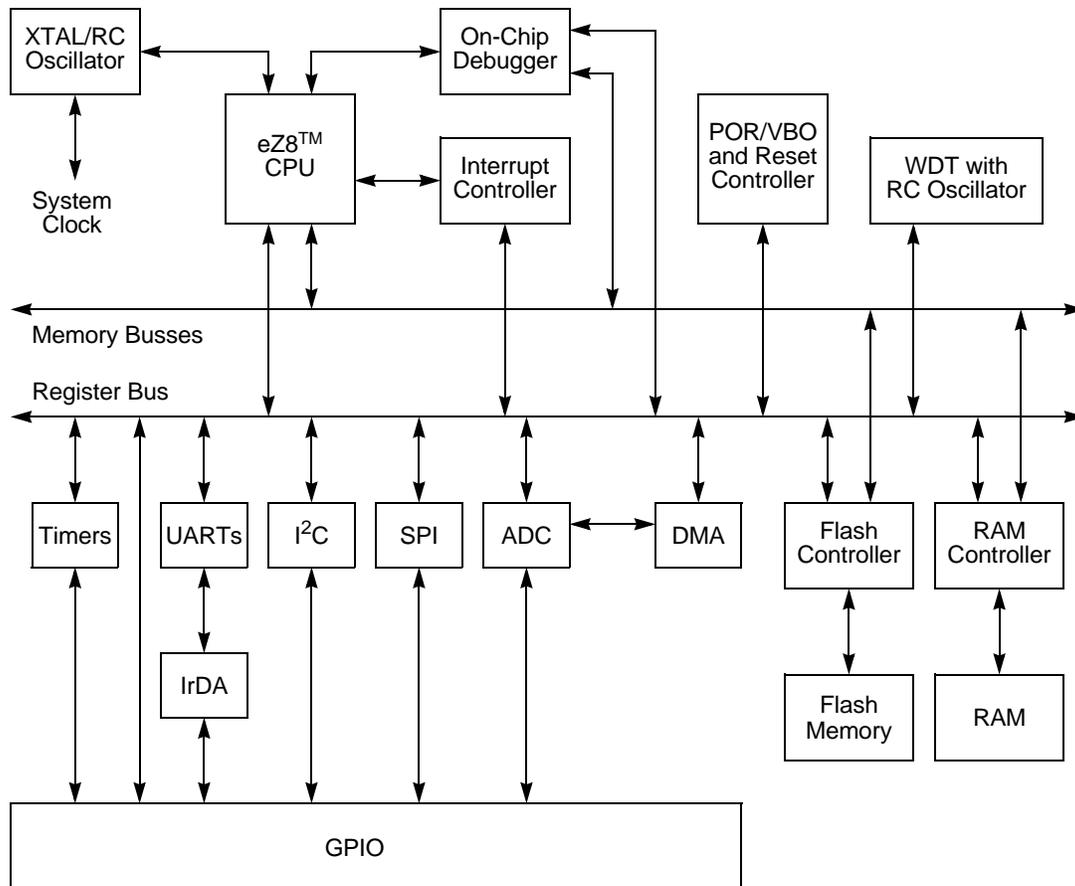 XTAL/RC
Oscillator
On-Chip
Debugger
eZ8™
CPU
Interrupt
Controller
POR/VBO
and Reset
Controller
WDT with
RC Oscillator
System
Clock
Memory Busses
Register Bus
Timers
UARTs
I²C
SPI
ADC
DMA
Flash
Controller
RAM
Controller
IrDA
Flash
Memory
RAM
GPIO